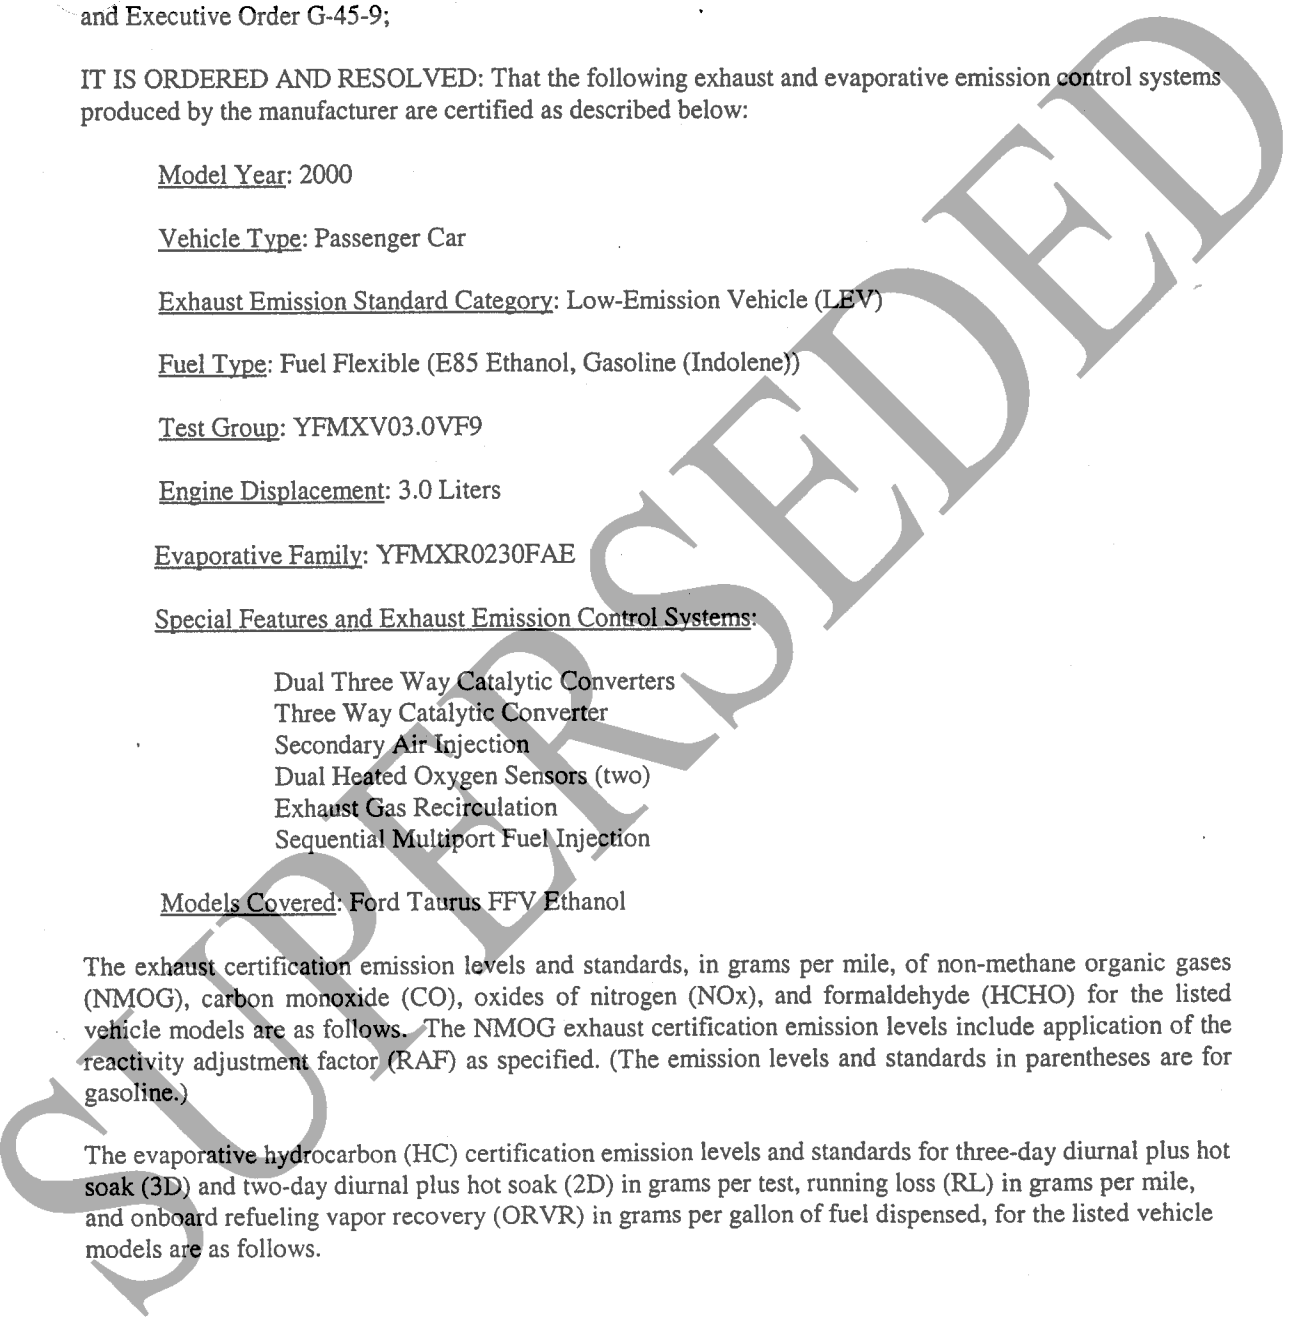 and Executive Order G-45-9;
IT IS ORDERED AND RESOLVED: That the following exhaust and evaporative emission control systems
produced by the manufacturer are certified as described below:
Model Year: 2000
Vehicle Type: Passenger Car
Exhaust Emission Standard Category: Low-Emission Vehicle (LEV)
Fuel Type: Fuel Flexible (E85 Ethanol, Gasoline (Indolene))
Test Group: YFMXV03.0VF9
Engine Displacement: 3.0 Liters
Evaporative Family: YFMXR0230FAE
Special Features and Exhaust Emission Control Systems:
Dual Three Way Catalytic Converters
Three Way Catalytic Converter
Secondary Air Injection
Dual Heated Oxygen Sensors (two)
Exhaust Gas Recirculation
Sequential Multiport Fuel Injection
Models Covered: Ford Taurus FFV Ethanol
The exhaust certification emission levels and standards, in grams per mile, of non-methane organic gases
(NMOG), carbon monoxide (CO), oxides of nitrogen (NOx), and formaldehyde (HCHO) for the listed
vehicle models are as follows. The NMOG exhaust certification emission levels include application of the
reactivity adjustment factor (RAF) as specified. (The emission levels and standards in parentheses are for
gasoline.)
The evaporative hydrocarbon (HC) certification emission levels and standards for three-day diurnal plus hot
soak (3D) and two-day diurnal plus hot soak (2D) in grams per test, running loss (RL) in grams per mile,
and onboard refueling vapor recovery (ORVR) in grams per gallon of fuel dispensed, for the listed vehicle
models are as follows.
SUPERSEDED